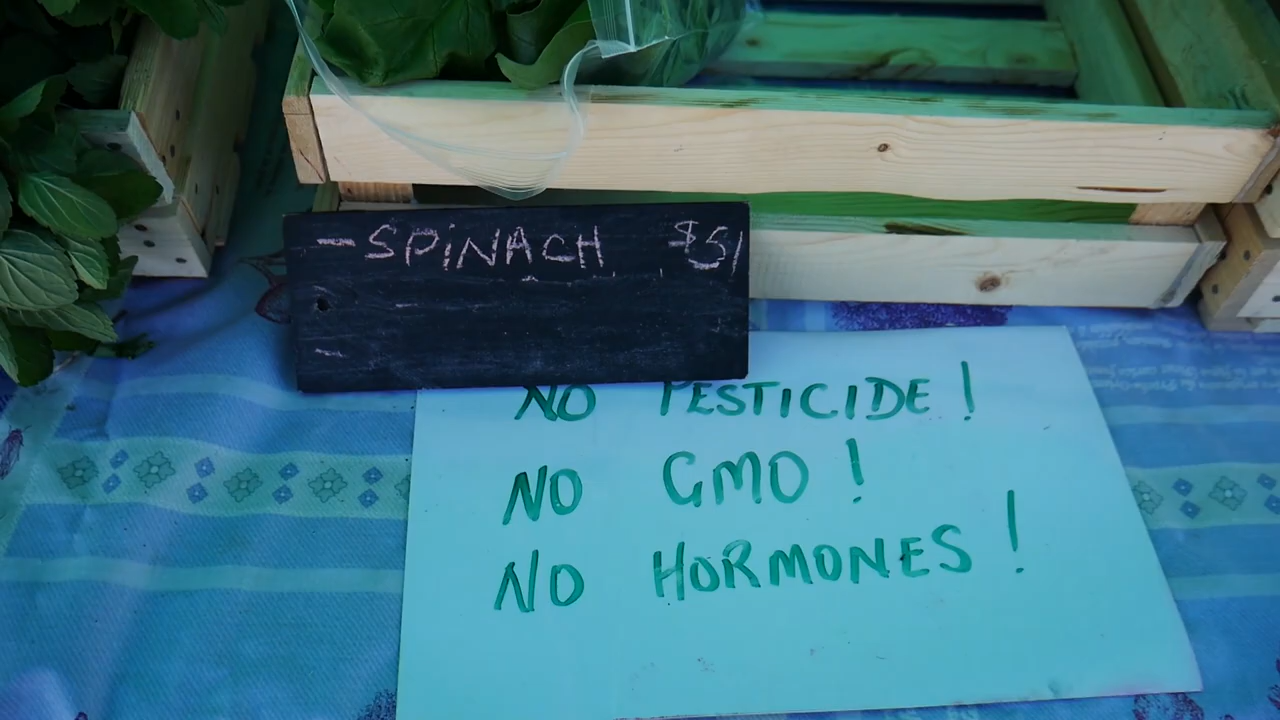 - SPINACH $5/
NO PESTICIDE!
NO GMO!
NO HORMONES!